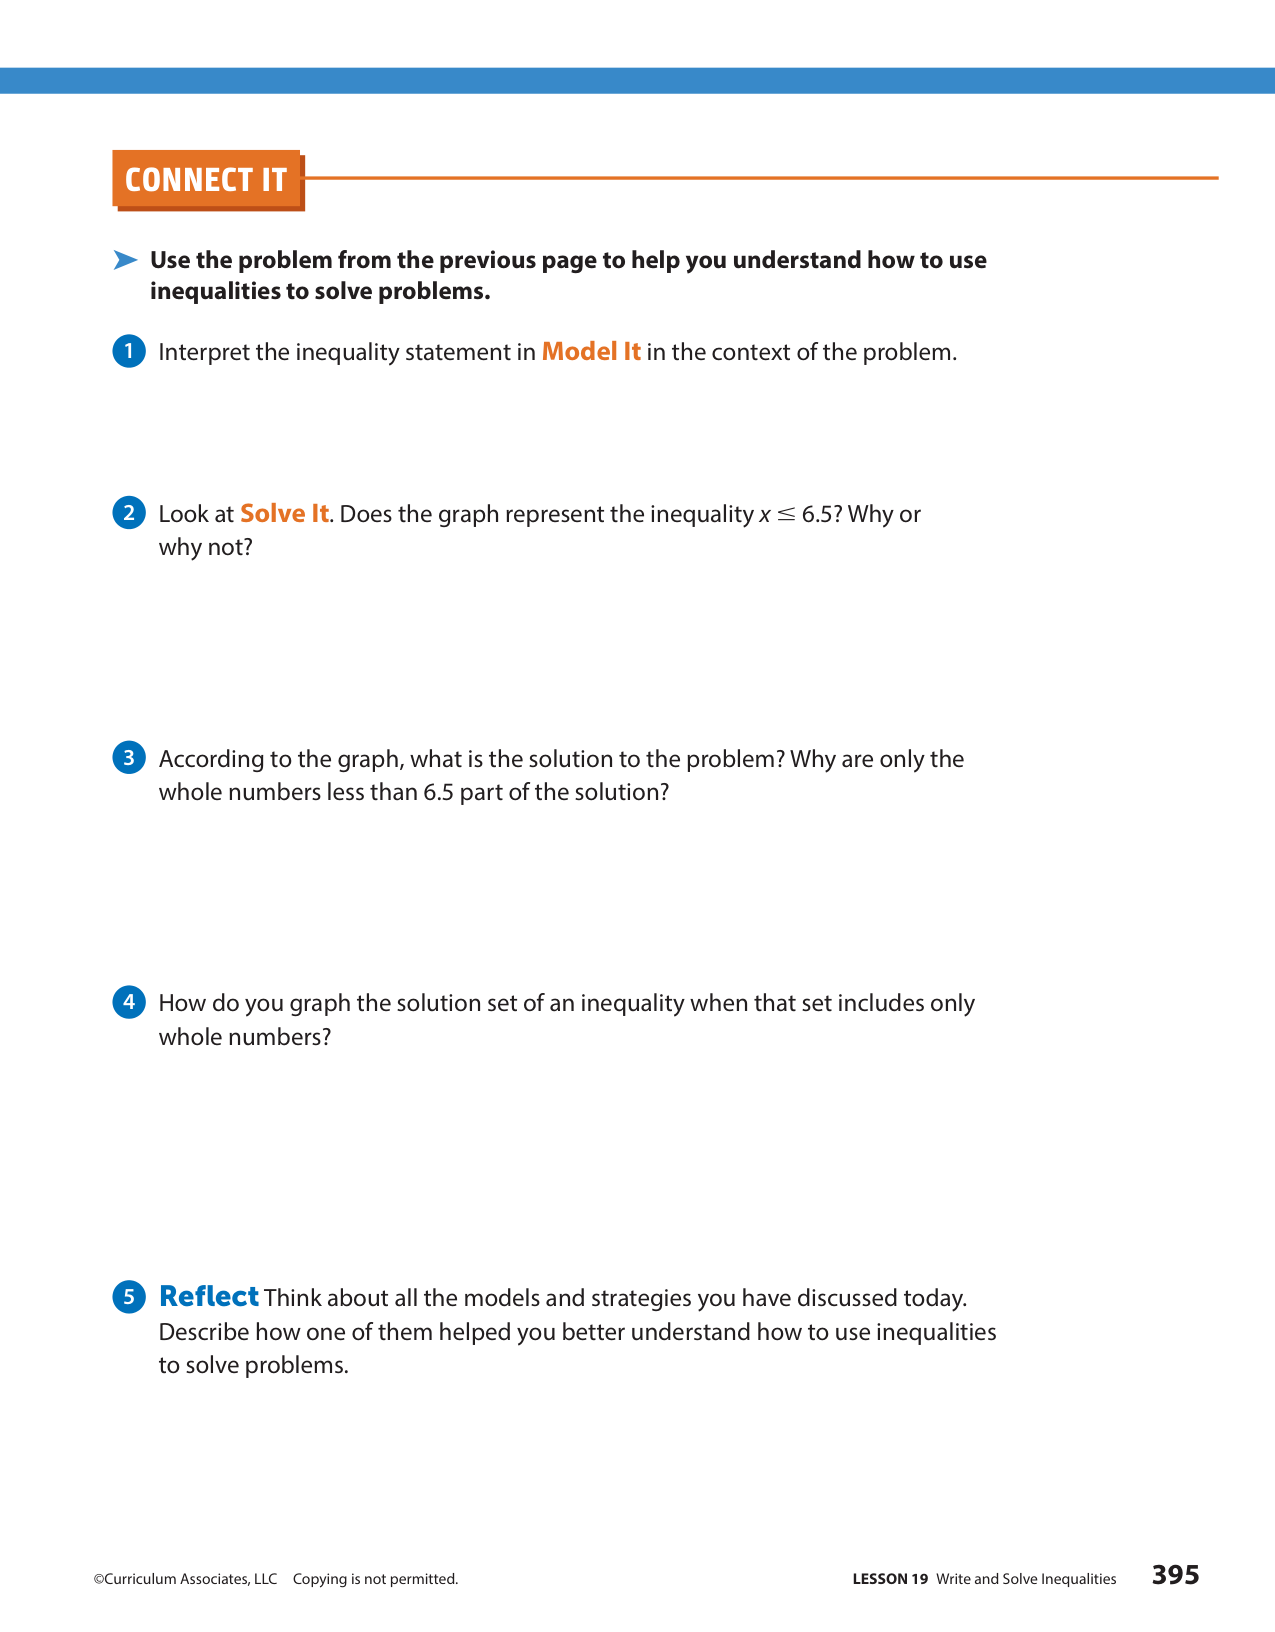 CONNECT IT
➤ Use the problem from the previous page to help you understand how to use
inequalities to solve problems.
1 Interpret the inequality statement in Model It in the context of the problem.
2 Look at Solve It. Does the graph represent the inequality x ≤ 6.5? Why or
why not?
3 According to the graph, what is the solution to the problem? Why are only the
whole numbers less than 6.5 part of the solution?
4 How do you graph the solution set of an inequality when that set includes only
whole numbers?
5 Reflect Think about all the models and strategies you have discussed today.
Describe how one of them helped you better understand how to use inequalities
to solve problems.
©Curriculum Associates, LLC Copying is not permitted. LESSON 19 Write and Solve Inequalities 395